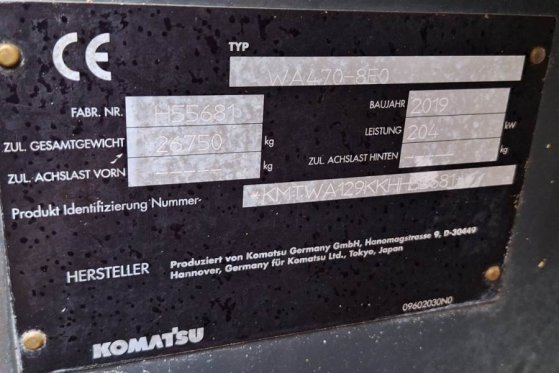 CE
TYP WA470-8E0
FABR. NR. H55681 BAUJAHR 2019
ZUL. GESAMTGEWICHT 26750 kg LEISTUNG 204 kW
ZUL. ACHSLAST VORN ----- kg ZUL. ACHSLAST HINTEN ----- kg
Produkt Identifizierung Nummer-
HERSTELLER Produziert von Komatsu Germany GmbH, Hanomagstrasse 9, D-30449
Hannover, Germany für Komatsu Ltd., Tokyo, Japan
KOMATSU 09602030N0